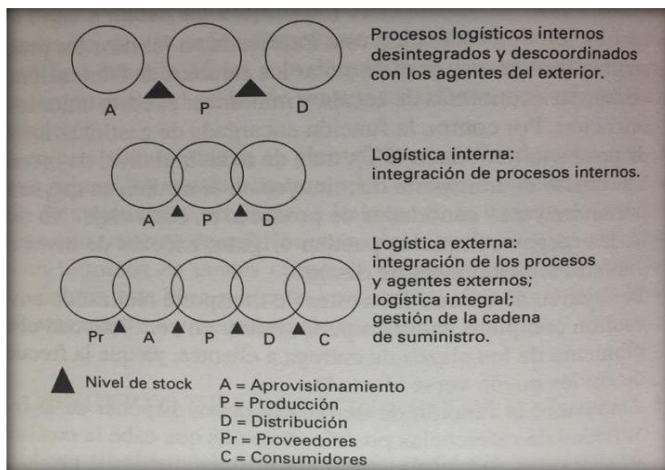 Procesos logísticos internos
desintegrados y descoordinados
con los agentes del exterior.
A P D
Logística interna:
integración de procesos internos.
A P D
Logística externa:
integración de los procesos
y agentes externos;
logística integral;
gestión de la cadena
de suministro.
Pr A P D C
Nivel de stock
A = Aprovisionamiento
P = Producción
D = Distribución
Pr = Proveedores
C = Consumidores